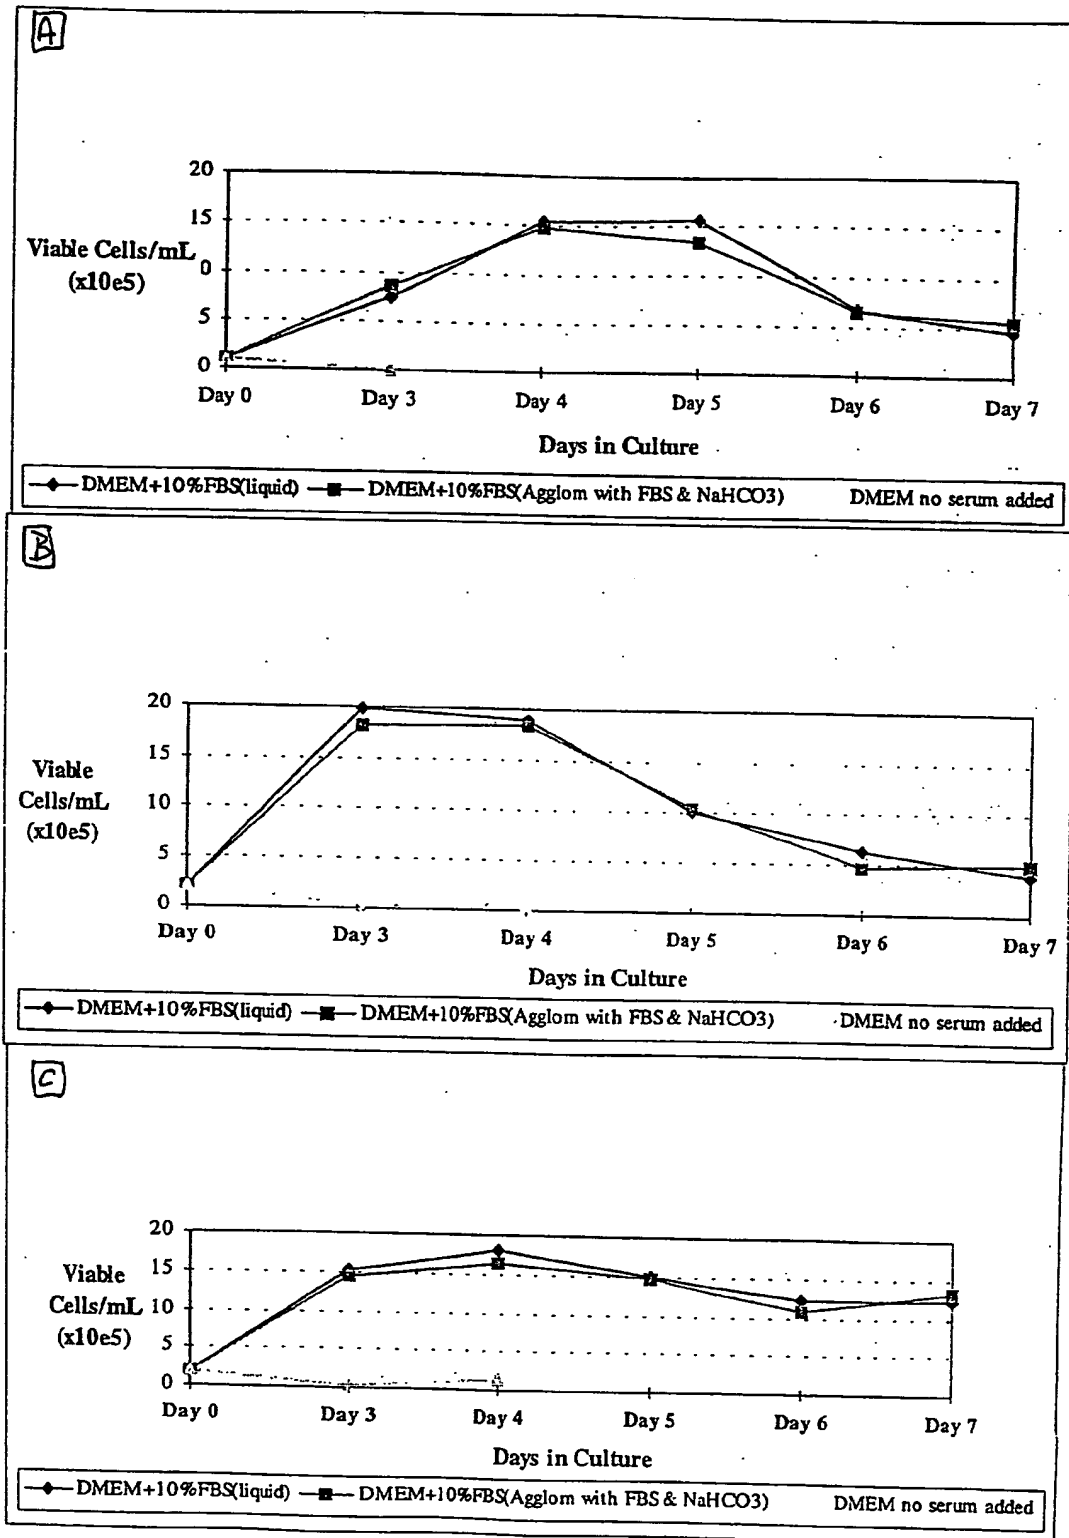 A
20
15
Viable Cells/mL
0
(x10e5)
5
0
Day 0 Day 3 Day 4 Day 5 Day 6 Day 7
Days in Culture
DMEM+10%FBS(liquid) DMEM+10%FBS(Agglom with FBS & NaHCO3) DMEM no serum added
B
20
15
Viable
Cells/mL 10
(x10e5)
5
0
Day 0 Day 3 Day 4 Day 5 Day 6 Day 7
Days in Culture
DMEM+10%FBS(liquid) DMEM+10%FBS(Agglom with FBS & NaHCO3) DMEM no serum added
C
20
Viable 15
Cells/mL 10
(x10e5) 5
0
Day 0 Day 3 Day 4 Day 5 Day 6 Day 7
Days in Culture
DMEM+10%FBS(liquid) DMEM+10%FBS(Agglom with FBS & NaHCO3) DMEM no serum added